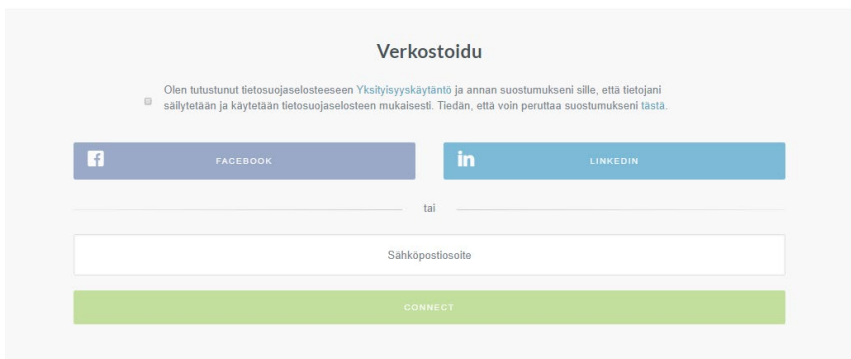 Verkostoidu
Olen tutustunut tietosuojaselosteeseen Yksityisyyskäytäntö ja annan suostumukseni sille, että tietojani
säilytetään ja käytetään tietosuojaselosteen mukaisesti. Tiedän, että voin peruttaa suostumukseni tästä.
FACEBOOK
LINKEDIN
tai
Sähköpostiosoite
CONNECT